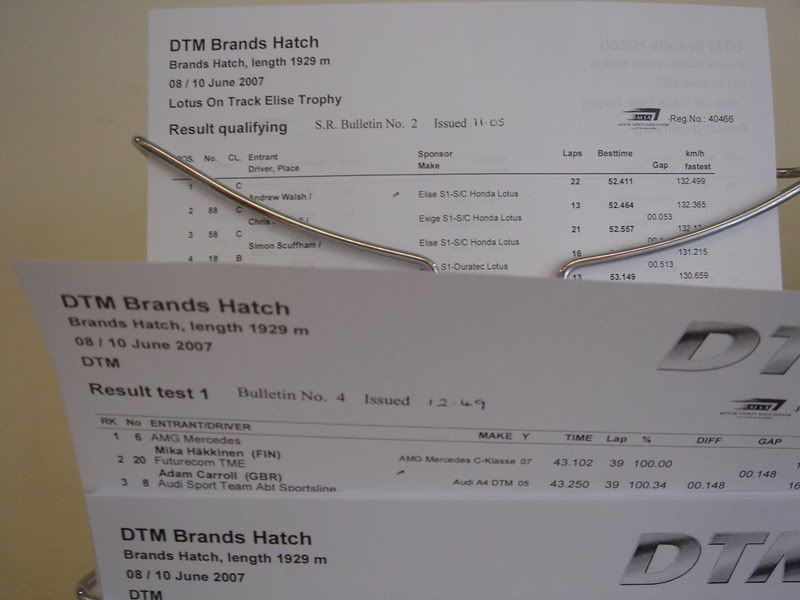 DTM Brands Hatch
Brands Hatch, length 1929 m
08 / 10 June 2007
Lotus On Track Elise Trophy
Result qualifying S.R. Bulletin No. 2 Issued 11.05
Reg.No.: 40466
POS. No. CL. Entrant Sponsor Laps Besttime km/h
Driver, Place Make Gap fastest
1 C 22 52.411 132.499
Andrew Walsh / Elise S1-S/C Honda Lotus
2 88 C 13 52.464 132.365
Chris Exige S1-S/C Honda Lotus 00.053
3 58 C 21 52.557
Simon Scuffham / Elise S1-S/C Honda Lotus
4 18 B 16 131.215
S1-Duratec Lotus 00.513
13 53.149 130.659
DTM Brands Hatch
Brands Hatch, length 1929 m
08 / 10 June 2007
DTM
DT
Result test 1 Bulletin No. 4 Issued 12.49
RK No ENTRANT/DRIVER MAKE Y TIME Lap % DIFF GAP
1 6 AMG Mercedes
Mika Häkkinen (FIN) AMG Mercedes C-Klasse 07 43.102 39 100.00
2 20 Futurecom TME
Adam Carroll (GBR) Audi A4 DTM 05 43.250 39 100.34 00.148 00.148
3 8 Audi Sport Team Abt Sportsline
DTM Brands Hatch
Brands Hatch, length 1929 m
08 / 10 June 2007
DTM
DTM